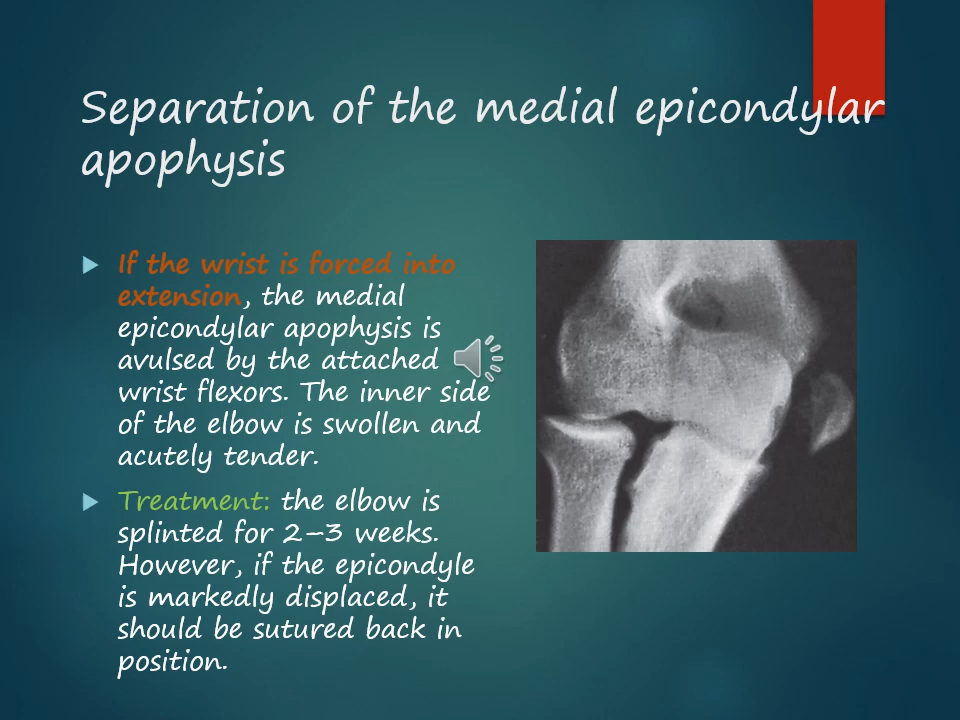 Separation of the medial epicondylar
apophysis
If the wrist is forced into
extension, the medial
epicondylar apophysis is
avulsed by the attached
wrist flexors. The inner side
of the elbow is swollen and
acutely tender.
Treatment: the elbow is
splinted for 2–3 weeks.
However, if the epicondyle
is markedly displaced, it
should be sutured back in
position.